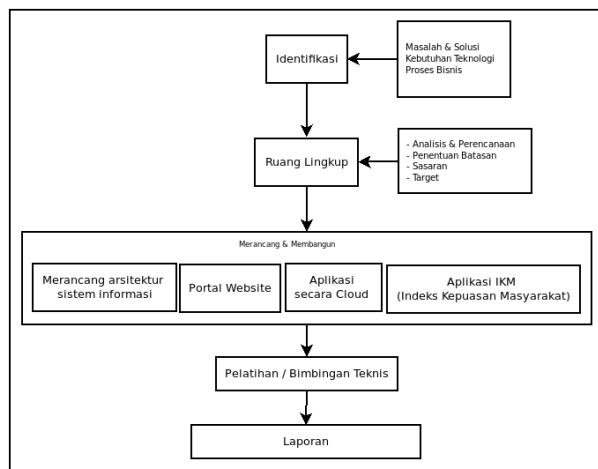 Identifikasi
Masalah & Solusi
Kebutuhan Teknologi
Proses Bisnis
Ruang Lingkup
- Analisis & Perencanaan
- Penentuan Batasan
- Sasaran
- Target
Merancang & Membangun
Merancang arsitektur
sistem informasi
Portal Website
Aplikasi
secara Cloud
Aplikasi IKM
(Indeks Kepuasan Masyarakat)
Pelatihan / Bimbingan Teknis
Laporan